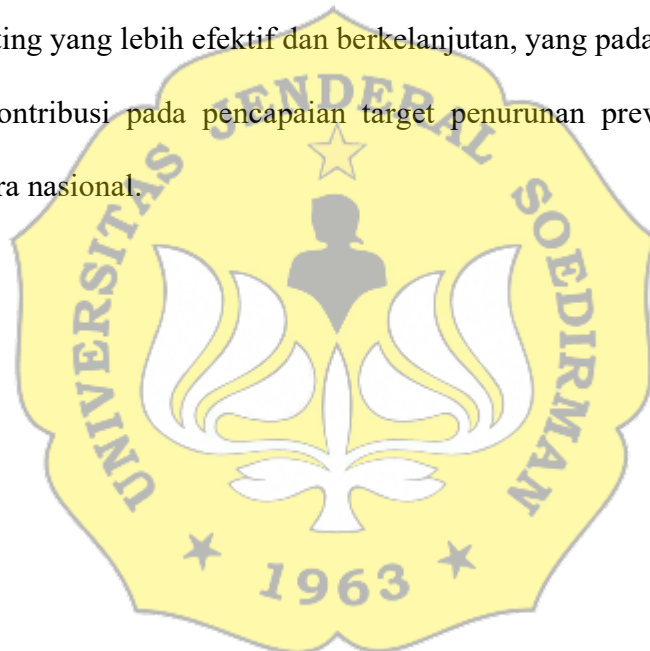 ting yang lebih efektif dan berkelanjutan, yang pada
ontribusi pada pencapaian target penurunan prev
ra nasional.
UNIVERSITAS JENDERAL SOEDIRMAN
1963